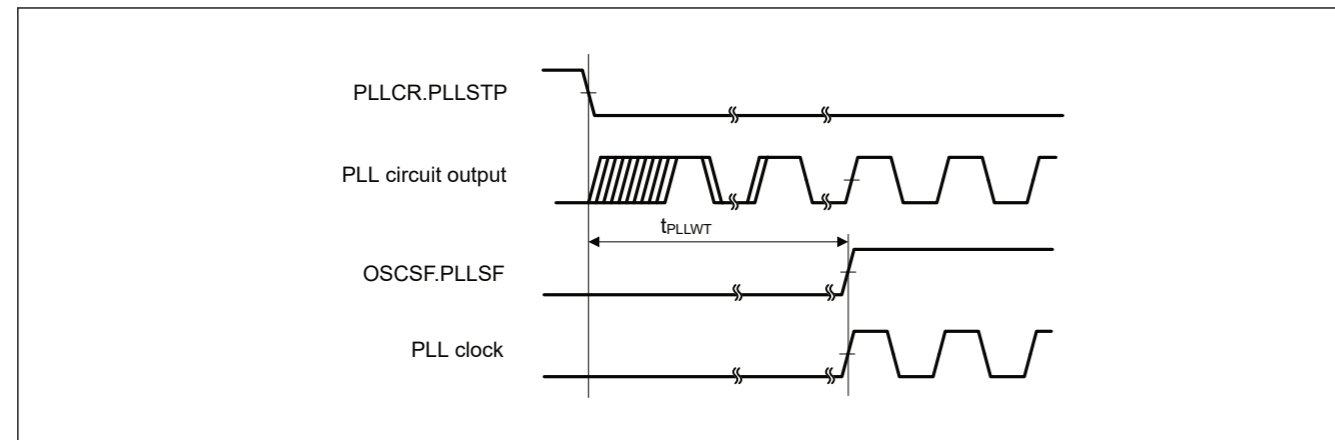 PLLCR.PLLSTP
PLL circuit output
tPLLWT
OSCSF.PLLSF
PLL clock